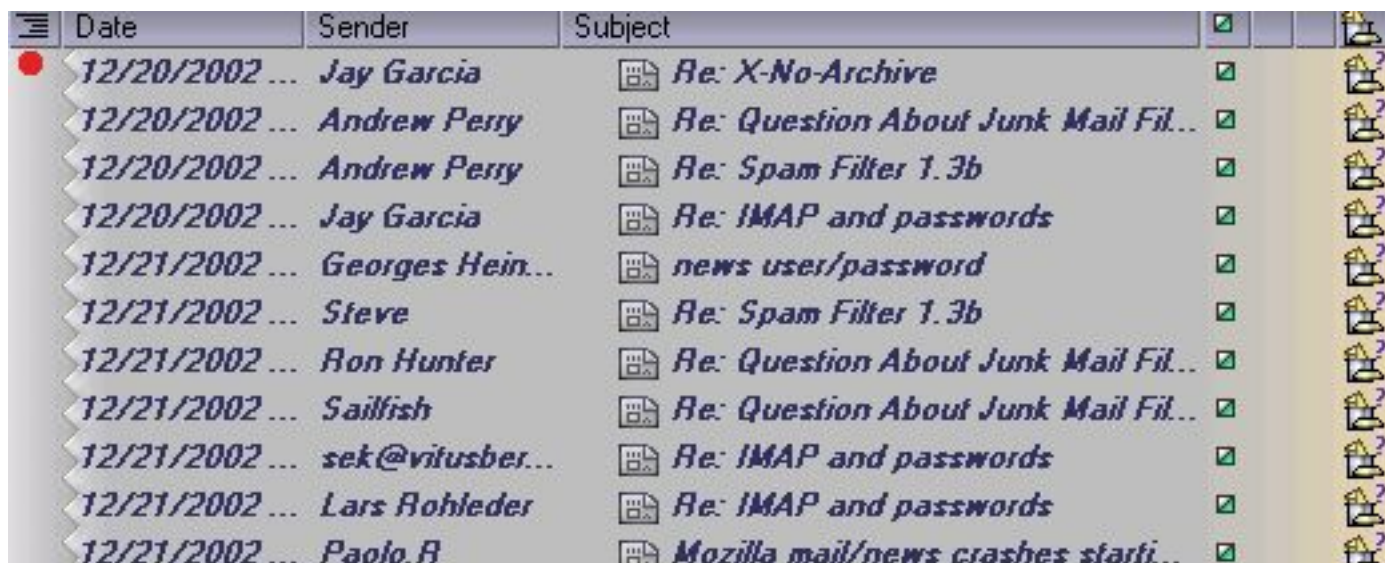 Date Sender Subject
12/20/2002 ... Jay Garcia Re: X-No-Archive
12/20/2002 ... Andrew Perry Re: Question About Junk Mail Fil...
12/20/2002 ... Andrew Perry Re: Spam Filter 1.3b
12/20/2002 ... Jay Garcia Re: IMAP and passwords
12/21/2002 ... Georges Hein... news user/password
12/21/2002 ... Steve Re: Spam Filter 1.3b
12/21/2002 ... Ron Hunter Re: Question About Junk Mail Fil...
12/21/2002 ... Sailfish Re: Question About Junk Mail Fil...
12/21/2002 ... sek@vitusber... Re: IMAP and passwords
12/21/2002 ... Lars Rohleder Re: IMAP and passwords
12/21/2002 ... Paolo.R Mozilla mail/news crashes starti...